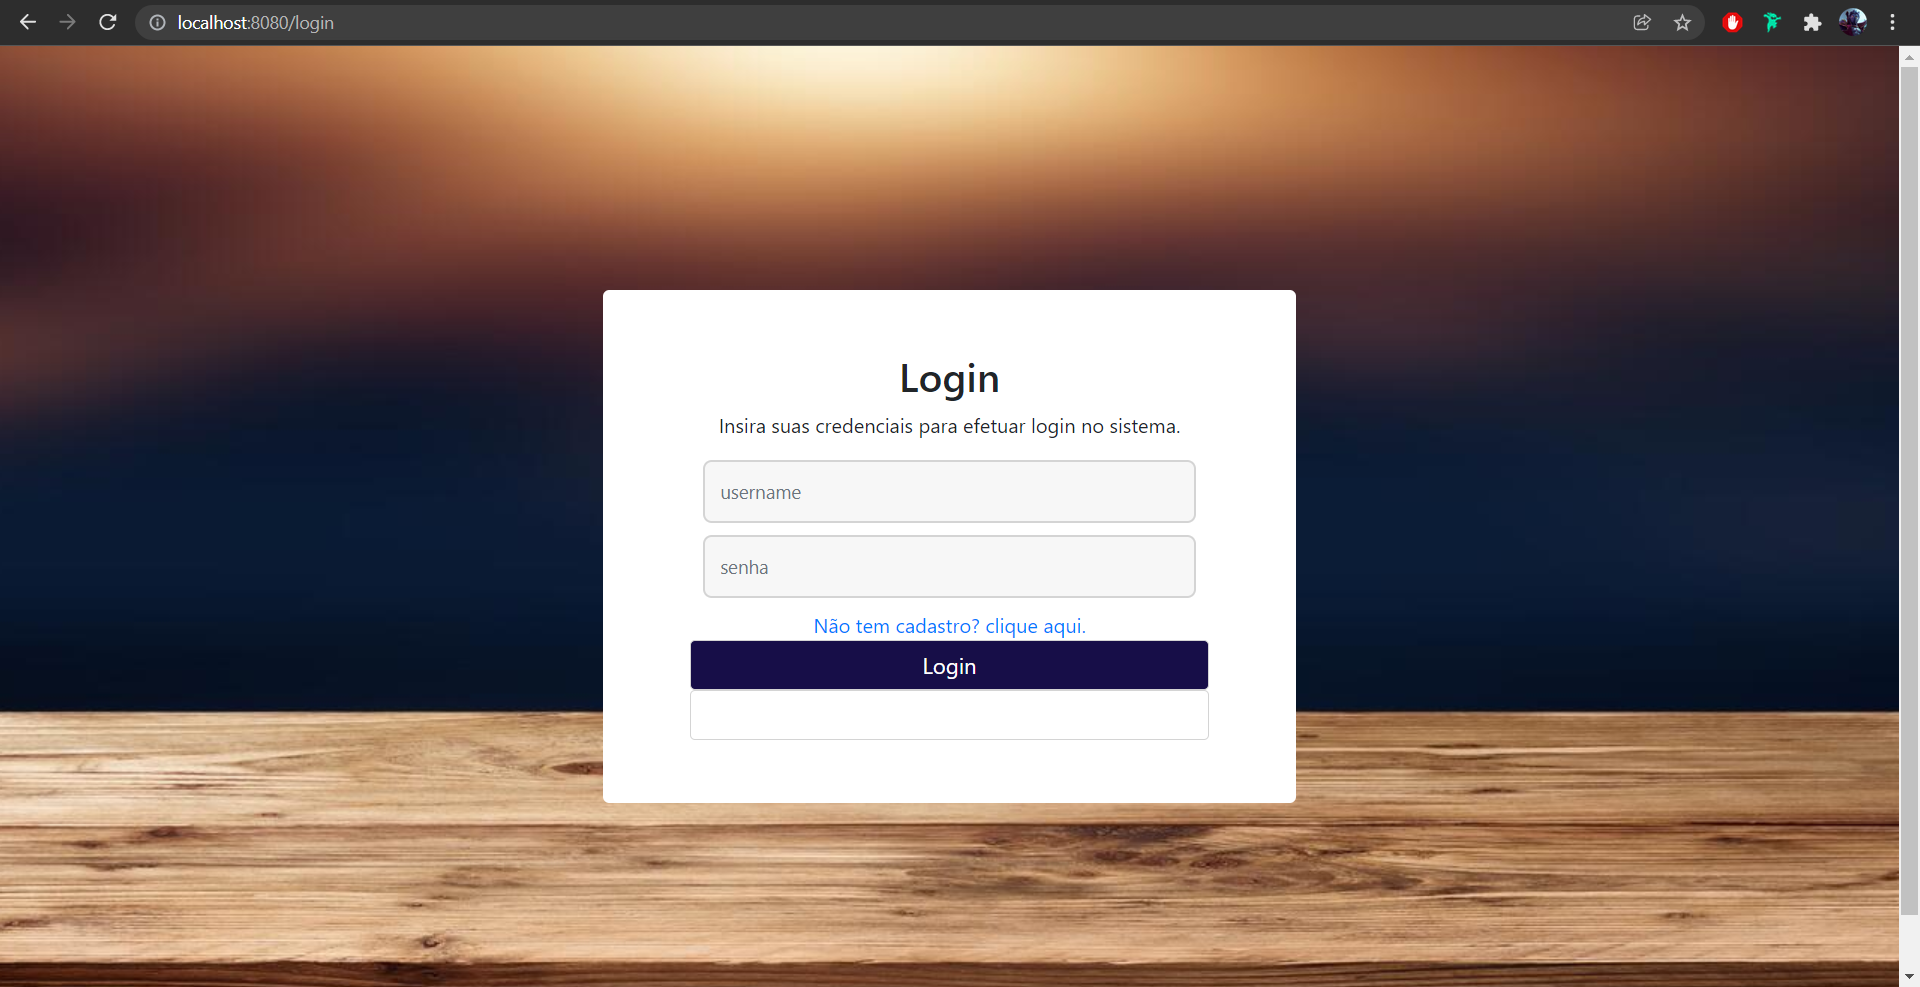 localhost:8080/login
Login
Insira suas credenciais para efetuar login no sistema.
username
senha
Não tem cadastro? clique aqui.
Login